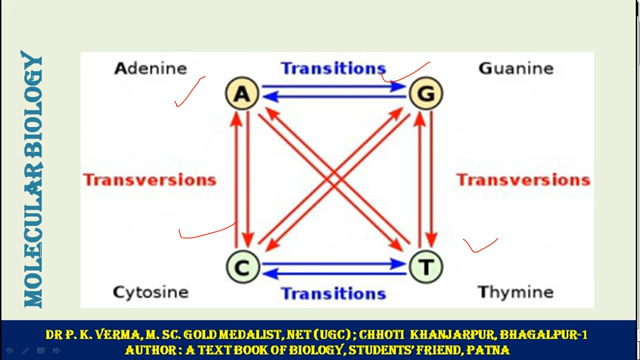 MOLECULAR BIOLOGY
Adenine
Transitions
Guanine
A
G
Transversions
Transversions
C
T
Cytosine
Transitions
Thymine
DR P. K. VERMA, M. SC. GOLD MEDALIST, NET (UGC) ; CHHOTI KHANJARPUR, BHAGALPUR-1
AUTHOR : A TEXT BOOK OF BIOLOGY, STUDENTS' FRIEND, PATNA